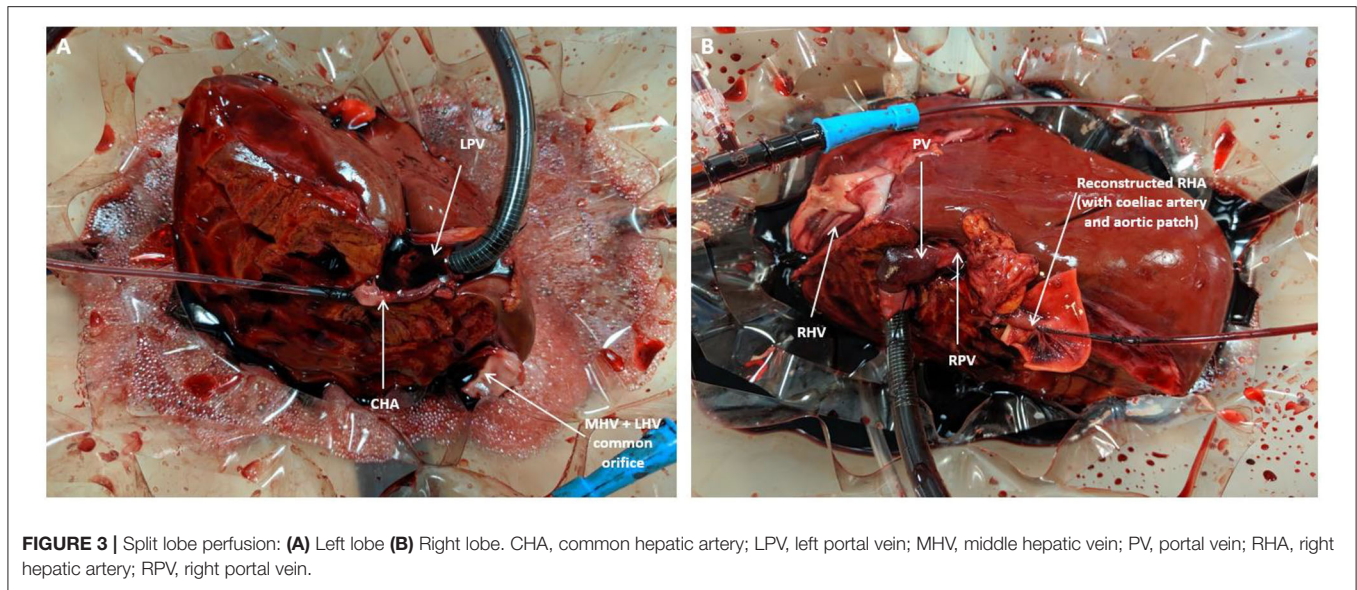 A
LPV
CHA
MHV + LHV
common
orifice
B
PV
Reconstructed RHA
(with coeliac artery
and aortic patch)
RHV
RPV
FIGURE 3 | Split lobe perfusion: (A) Left lobe (B) Right lobe. CHA, common hepatic artery; LPV, left portal vein; MHV, middle hepatic vein; PV, portal vein; RHA, right
hepatic artery; RPV, right portal vein.